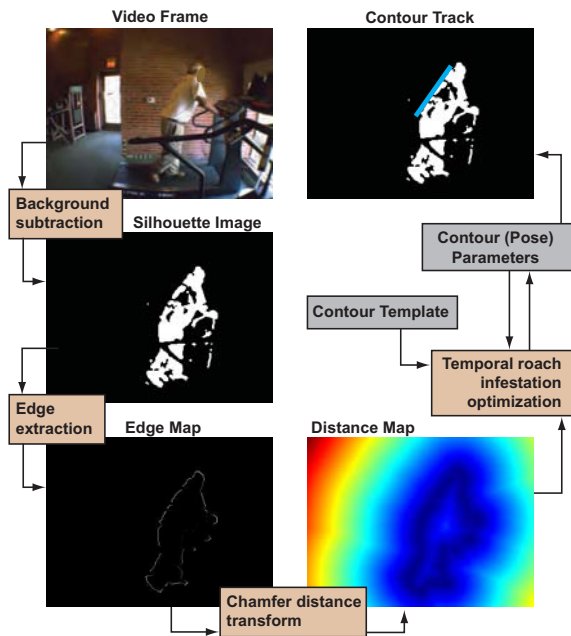 Video Frame
Contour Track
Background
subtraction
Silhouette Image
Contour (Pose)
Parameters
Contour Template
Temporal roach
infestation
optimization
Edge
extraction
Edge Map
Distance Map
Chamfer distance
transform